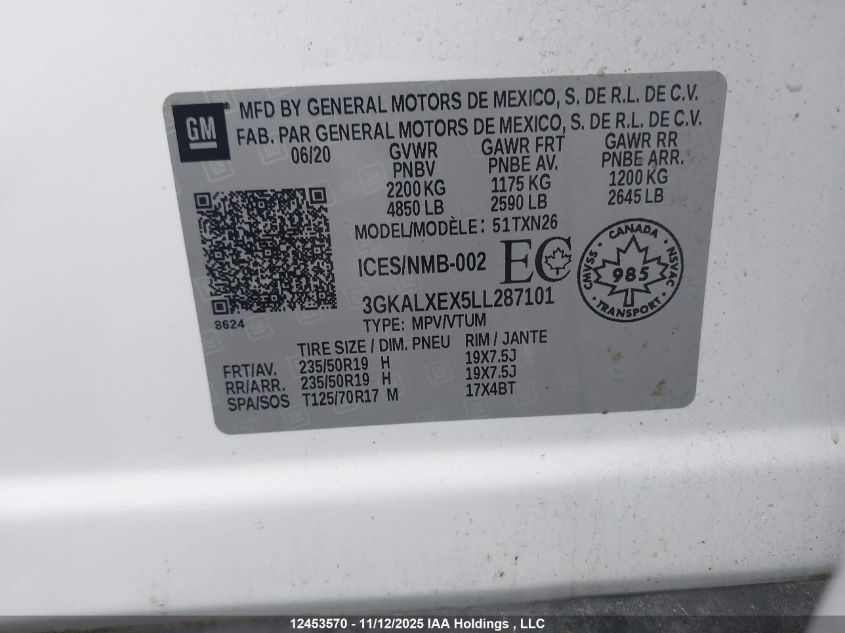 GM
MFD BY GENERAL MOTORS DE MEXICO, S. DE R.L. DE C.V.
FAB. PAR GENERAL MOTORS DE MEXICO, S. DE R.L. DE C.V.
06/20 GVWR GAWR FRT GAWR RR
PNBV PNBE AV. PNBE ARR.
2200 KG 1175 KG 1200 KG
4850 LB 2590 LB 2645 LB
MODEL/MODÈLE: 51TXN26
ICES/NMB-002 EC
CANADA
CMVSS 985 NSVAC
3GKALXEX5LL287101
8624
TYPE: MPV/VTUM
TIRE SIZE / DIM. PNEU RIM / JANTE
FRT/AV. 235/50R19 H 19X7.5J
RR/ARR. 235/50R19 H 19X7.5J
SPA/SOS T125/70R17 M 17X4BT
12453570 - 11/12/2025 IAA Holdings , LLC